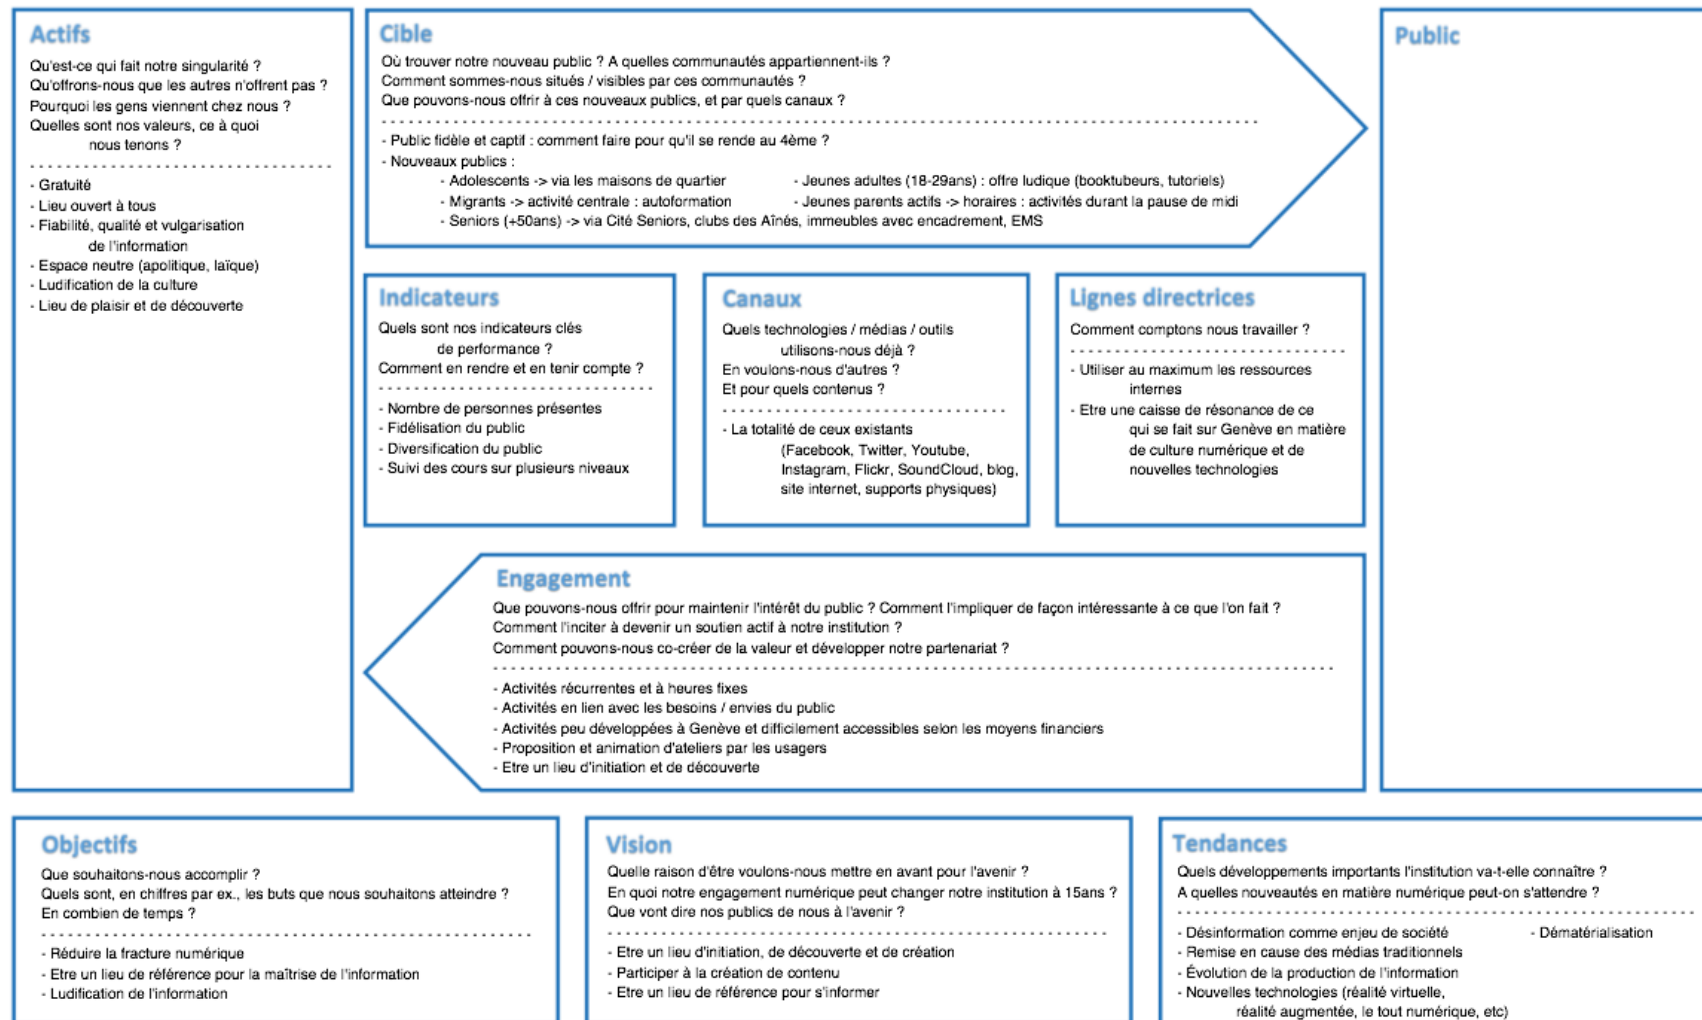 Actifs
Qu'est-ce qui fait notre singularité ?
Qu'offrons-nous que les autres n'offrent pas ?
Pourquoi les gens viennent chez nous ?
Quelles sont nos valeurs, ce à quoi
nous tenons ?
- Gratuité
- Lieu ouvert à tous
- Fiabilité, qualité et vulgarisation
de l'information
- Espace neutre (apolitique, laïque)
- Ludification de la culture
- Lieu de plaisir et de découverte
Cible
Où trouver notre nouveau public ? A quelles communautés appartiennent-ils ?
Comment sommes-nous situés / visibles par ces communautés ?
Que pouvons-nous offrir à ces nouveaux publics, et par quels canaux ?
- Public fidèle et captif : comment faire pour qu'il se rende au 4ème ?
- Nouveaux publics :
- Adolescents -> via les maisons de quartier
- Jeunes adultes (18-29ans) : offre ludique (booktubeurs, tutoriels)
- Migrants -> activité centrale : autoformation
- Jeunes parents actifs -> horaires : activités durant la pause de midi
- Seniors (+50ans) -> via Cité Seniors, clubs des Aînés, immeubles avec encadrement, EMS
Public
Indicateurs
Quels sont nos indicateurs clés
de performance ?
Comment en rendre et en tenir compte ?
- Nombre de personnes présentes
- Fidélisation du public
- Diversification du public
- Suivi des cours sur plusieurs niveaux
Canaux
Quels technologies / médias / outils
utilisons-nous déjà ?
En voulons-nous d'autres ?
Et pour quels contenus ?
- La totalité de ceux existants
(Facebook, Twitter, Youtube,
Instagram, Flickr, SoundCloud, blog,
site internet, supports physiques)
Lignes directrices
Comment comptons nous travailler ?
- Utiliser au maximum les ressources
internes
- Etre une caisse de résonance de ce
qui se fait sur Genève en matière
de culture numérique et de
nouvelles technologies
Engagement
Que pouvons-nous offrir pour maintenir l'intérêt du public ? Comment l'impliquer de façon intéressante à ce que l'on fait ?
Comment l'inciter à devenir un soutien actif à notre institution ?
Comment pouvons-nous co-créer de la valeur et développer notre partenariat ?
- Activités récurrentes et à heures fixes
- Activités en lien avec les besoins / envies du public
- Activités peu développées à Genève et difficilement accessibles selon les moyens financiers
- Proposition et animation d'ateliers par les usagers
- Etre un lieu d'initiation et de découverte
Objectifs
Que souhaitons-nous accomplir ?
Quels sont, en chiffres par ex., les buts que nous souhaitons atteindre ?
En combien de temps ?
- Réduire la fracture numérique
- Etre un lieu de référence pour la maîtrise de l'information
- Ludification de l'information
Vision
Quelle raison d'être voulons-nous mettre en avant pour l'avenir ?
En quoi notre engagement numérique peut changer notre institution à 15ans ?
Que vont dire nos publics de nous à l'avenir ?
- Etre un lieu d'initiation, de découverte et de création
- Participer à la création de contenu
- Etre un lieu de référence pour s'informer
Tendances
Quels développements importants l'institution va-t-elle connaître ?
A quelles nouveautés en matière numérique peut-on s'attendre ?
- Désinformation comme enjeu de société
- Dématérialisation
- Remise en cause des médias traditionnels
- Évolution de la production de l'information
- Nouvelles technologies (réalité virtuelle,
réalité augmentée, le tout numérique, etc)